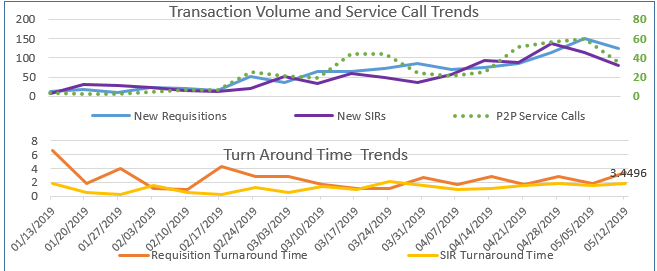 Transaction Volume and Service Call Trends
200 80
150 60
100 40
50 20
0 0
New Requisitions New SIRs P2P Service Calls
Turn Around Time Trends
8
6
4
2
0
3.4496
01/13/2019 01/20/2019 01/27/2019 02/03/2019 02/10/2019 02/17/2019 02/24/2019 03/03/2019 03/10/2019 03/17/2019 03/24/2019 03/31/2019 04/07/2019 04/14/2019 04/21/2019 04/28/2019 05/05/2019 05/12/2019
Requisition Turnaround Time SIR Turnaround Time